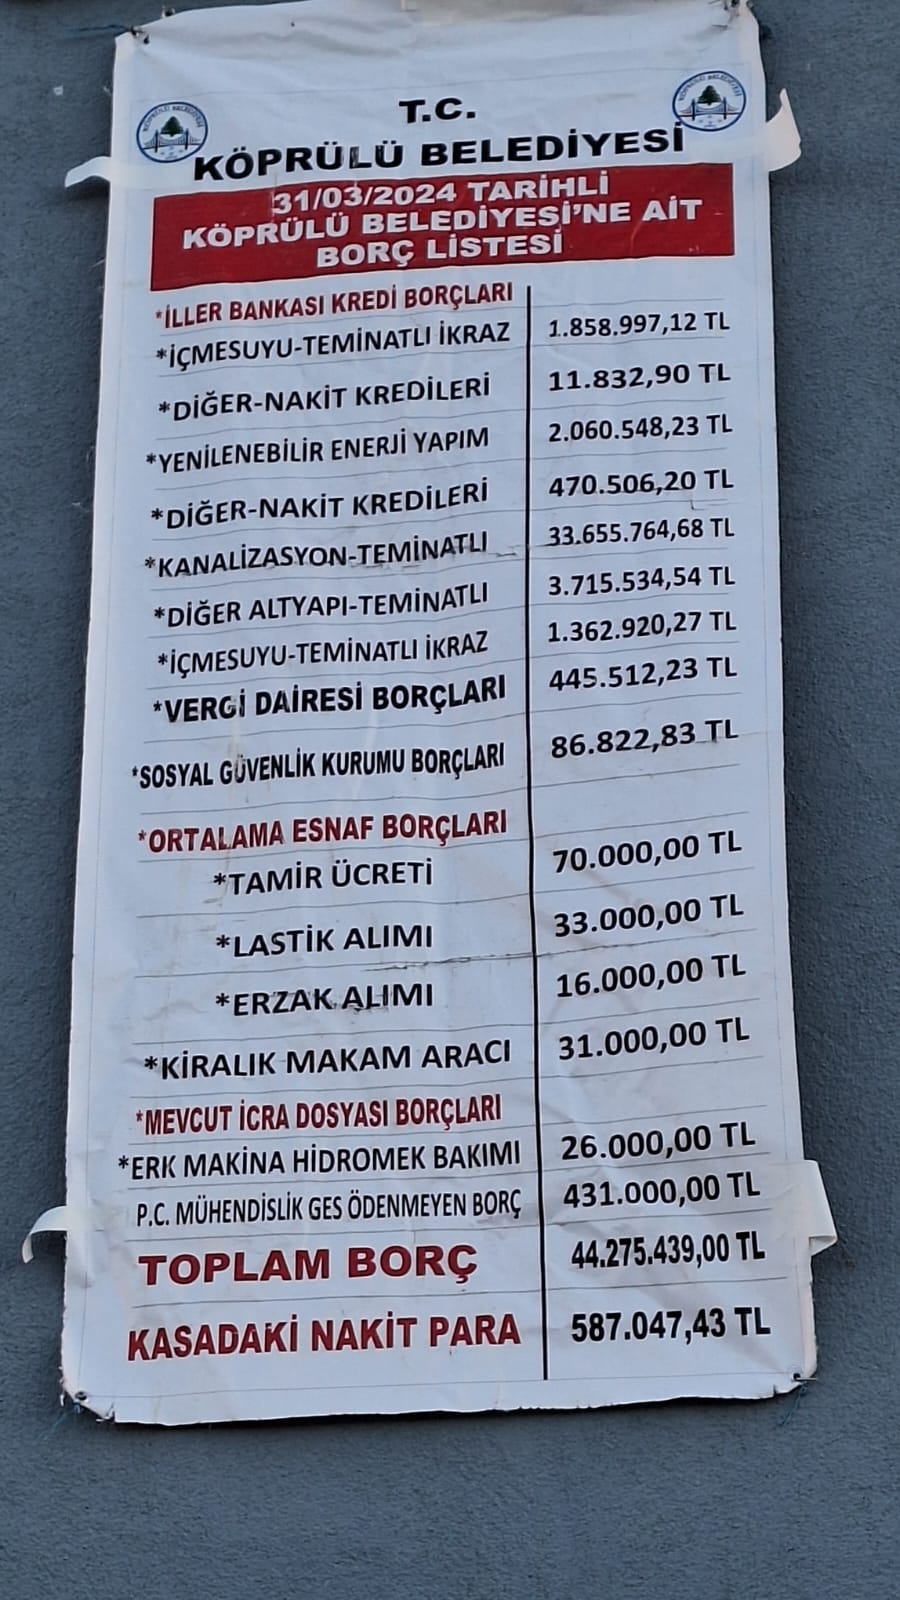 T.C.
KÖPRÜLÜ BELEDİYESİ
31/03/2024 TARİHLİ
KÖPRÜLÜ BELEDİYESİ'NE AİT
BORÇ LİSTESİ
*İLLER BANKASI KREDİ BORÇLARI
*İÇMESUYU-TEMİNATLI İKRAZ 1.858.997,12 TL
*DİĞER-NAKİT KREDİLERİ 11.832,90 TL
*YENİLENEBİLİR ENERJİ YAPIM 2.060.548,23 TL
*DİĞER-NAKİT KREDİLERİ 470.506,20 TL
*KANALİZASYON-TEMİNATLI 33.655.764,68 TL
*DİĞER ALTYAPI-TEMİNATLI 3.715.534,54 TL
*İÇMESUYU-TEMİNATLI İKRAZ 1.362.920,27 TL
*VERGİ DAİRESİ BORÇLARI 445.512,23 TL
*SOSYAL GÜVENLİK KURUMU BORÇLARI 86.822,83 TL
*ORTALAMA ESNAF BORÇLARI
*TAMİR ÜCRETİ 70.000,00 TL
*LASTİK ALIMI 33.000,00 TL
*ERZAK ALIMI 16.000,00 TL
*KİRALIK MAKAM ARACI 31.000,00 TL
*MEVCUT İCRA DOSYASI BORÇLARI
*ERK MAKİNA HİDROMEK BAKIMI 26.000,00 TL
P.C. MÜHENDİSLİK GES ÖDENMEYEN BORÇ 431.000,00 TL
TOPLAM BORÇ 44.275.439,00 TL
KASADAKİ NAKİT PARA 587.047,43 TL